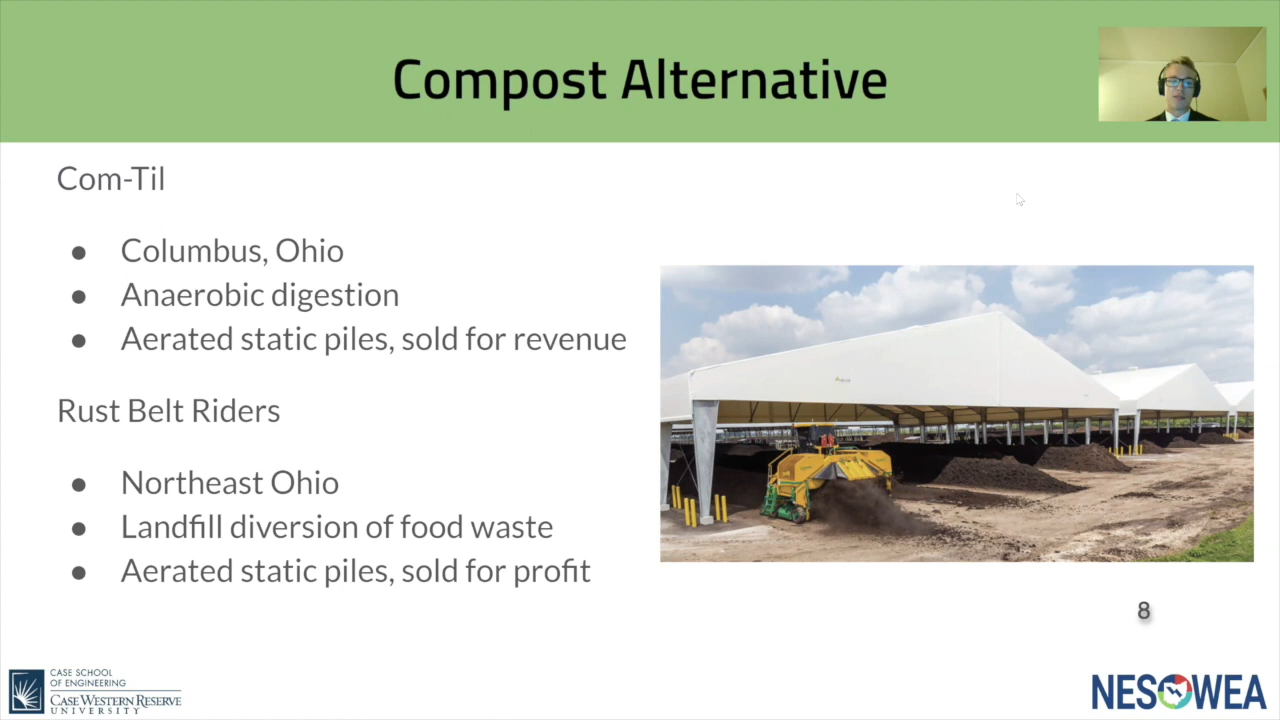 Compost Alternative
Com-Til
● Columbus, Ohio
● Anaerobic digestion
● Aerated static piles, sold for revenue
Rust Belt Riders
● Northeast Ohio
● Landfill diversion of food waste
● Aerated static piles, sold for profit
8
CASE SCHOOL
OF ENGINEERING
CASE WESTERN RESERVE
UNIVERSITY
NESOWEA